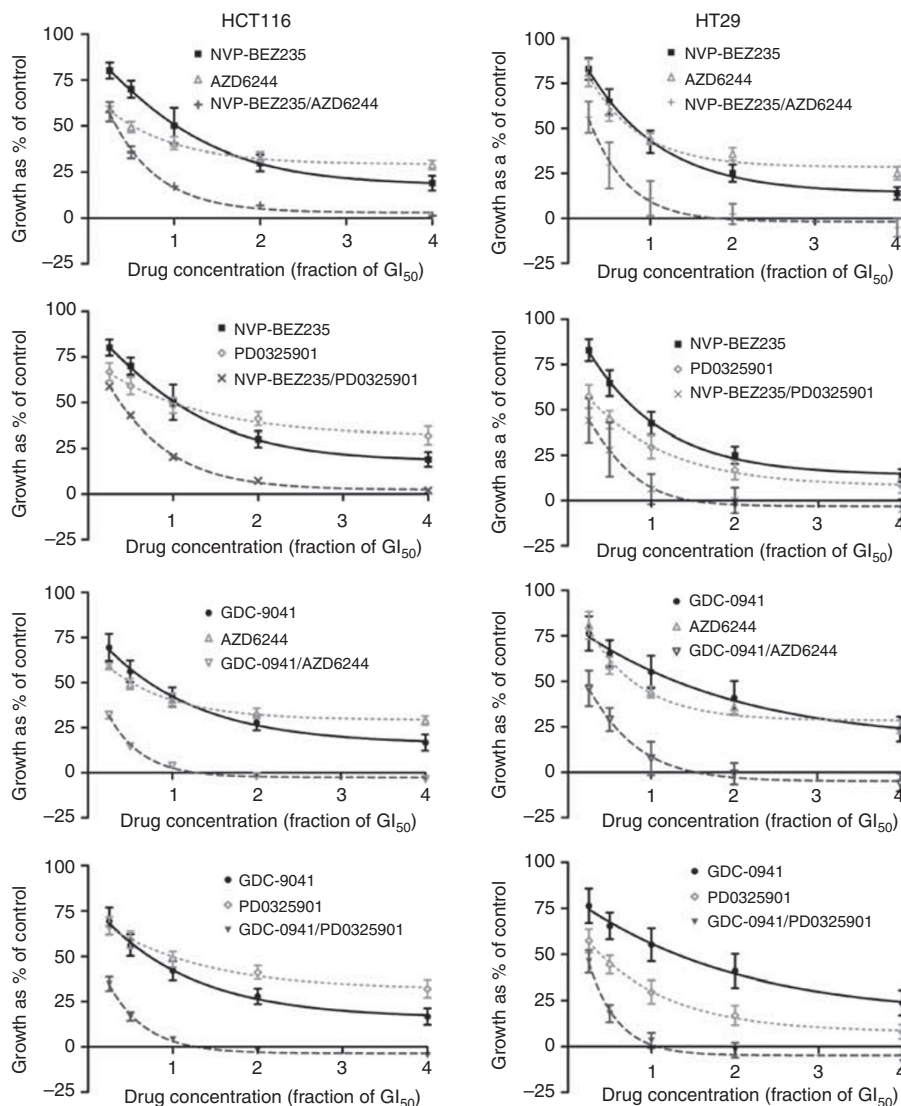 HCT116
HT29
100
75
50
25
0
−25
Growth as % of control
NVP-BEZ235
AZD6244
NVP-BEZ235/AZD6244
1
2
3
4
Drug concentration (fraction of GI50)
100
75
50
25
0
−25
Growth as a % control
NVP-BEZ235
AZD6244
NVP-BEZ235/AZD6244
1
2
3
4
Drug concentration (fraction of GI50)
100
75
50
25
0
−25
Growth as % of control
NVP-BEZ235
PD0325901
NVP-BEZ235/PD0325901
1
2
3
4
Drug concentration (fraction of GI50)
100
75
50
25
0
−25
Growth as a % of control
NVP-BEZ235
PD0325901
NVP-BEZ235/PD0325901
1
2
3
4
Drug concentration (fraction of GI50)
100
75
50
25
0
−25
Growth as % of control
GDC-9041
AZD6244
GDC-0941/AZD6244
1
2
3
4
Drug concentration (fraction of GI50)
100
75
50
25
0
−25
Growth as % of control
GDC-0941
AZD6244
GDC-0941/AZD6244
1
2
3
4
Drug concentration (fraction of GI50)
100
75
50
25
0
−25
Growth as % of control
GDC-9041
PD0325901
GDC-0941/PD0325901
1
2
3
4
Drug concentration (fraction of GI50)
100
75
50
25
0
−25
Growth as % of control
GDC-0941
PD0325901
GDC-0941/PD0325901
1
2
3
4
Drug concentration (fraction of GI50)